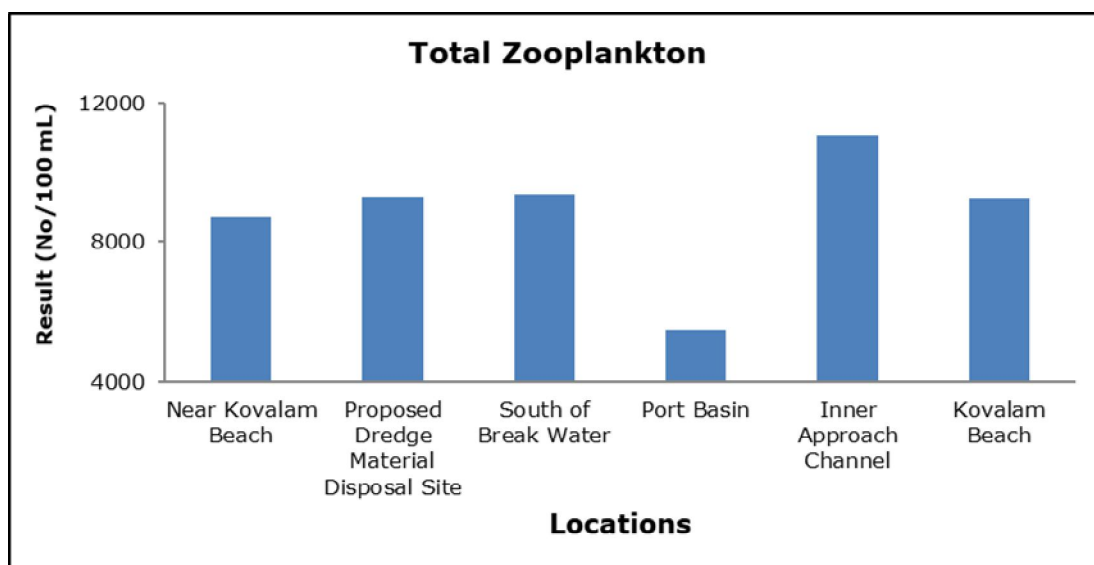 Total Zooplankton
Result (No/100 mL)
12000
8000
4000
Near Kovalam
Beach
Proposed
Dredge
Material
Disposal Site
South of
Break Water
Port Basin
Inner
Approach
Channel
Kovalam
Beach
Locations